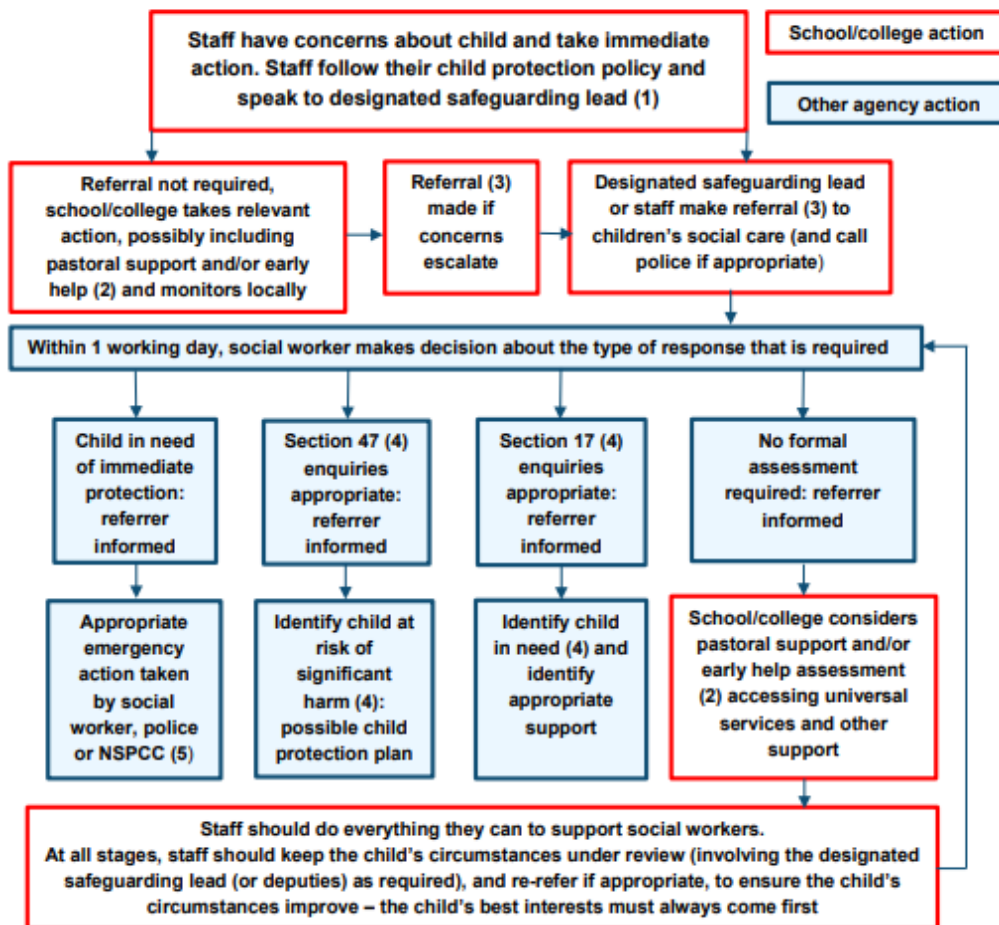 Staff have concerns about child and take immediate
action. Staff follow their child protection policy and
speak to designated safeguarding lead (1)
School/college action
Other agency action
Referral not required,
school/college takes relevant
action, possibly including
pastoral support and/or early
help (2) and monitors locally
Referral (3)
made if
concerns
escalate
Designated safeguarding lead
or staff make referral (3) to
children's social care (and call
police if appropriate)
Within 1 working day, social worker makes decision about the type of response that is required
Child in need
of immediate
protection:
referrer
informed
Section 47 (4)
enquiries
appropriate:
referrer
informed
Section 17 (4)
enquiries
appropriate:
referrer
informed
No formal
assessment
required: referrer
informed
Appropriate
emergency
action taken
by social
worker, police
or NSPCC (5)
Identify child at
risk of
significant
harm (4):
possible child
protection plan
Identify child
in need (4) and
identify
appropriate
support
School/college considers
pastoral support and/or
early help assessment
(2) accessing universal
services and other
support
Staff should do everything they can to support social workers.
At all stages, staff should keep the child's circumstances under review (involving the designated
safeguarding lead (or deputies) as required), and re-refer if appropriate, to ensure the child's
circumstances improve – the child's best interests must always come first